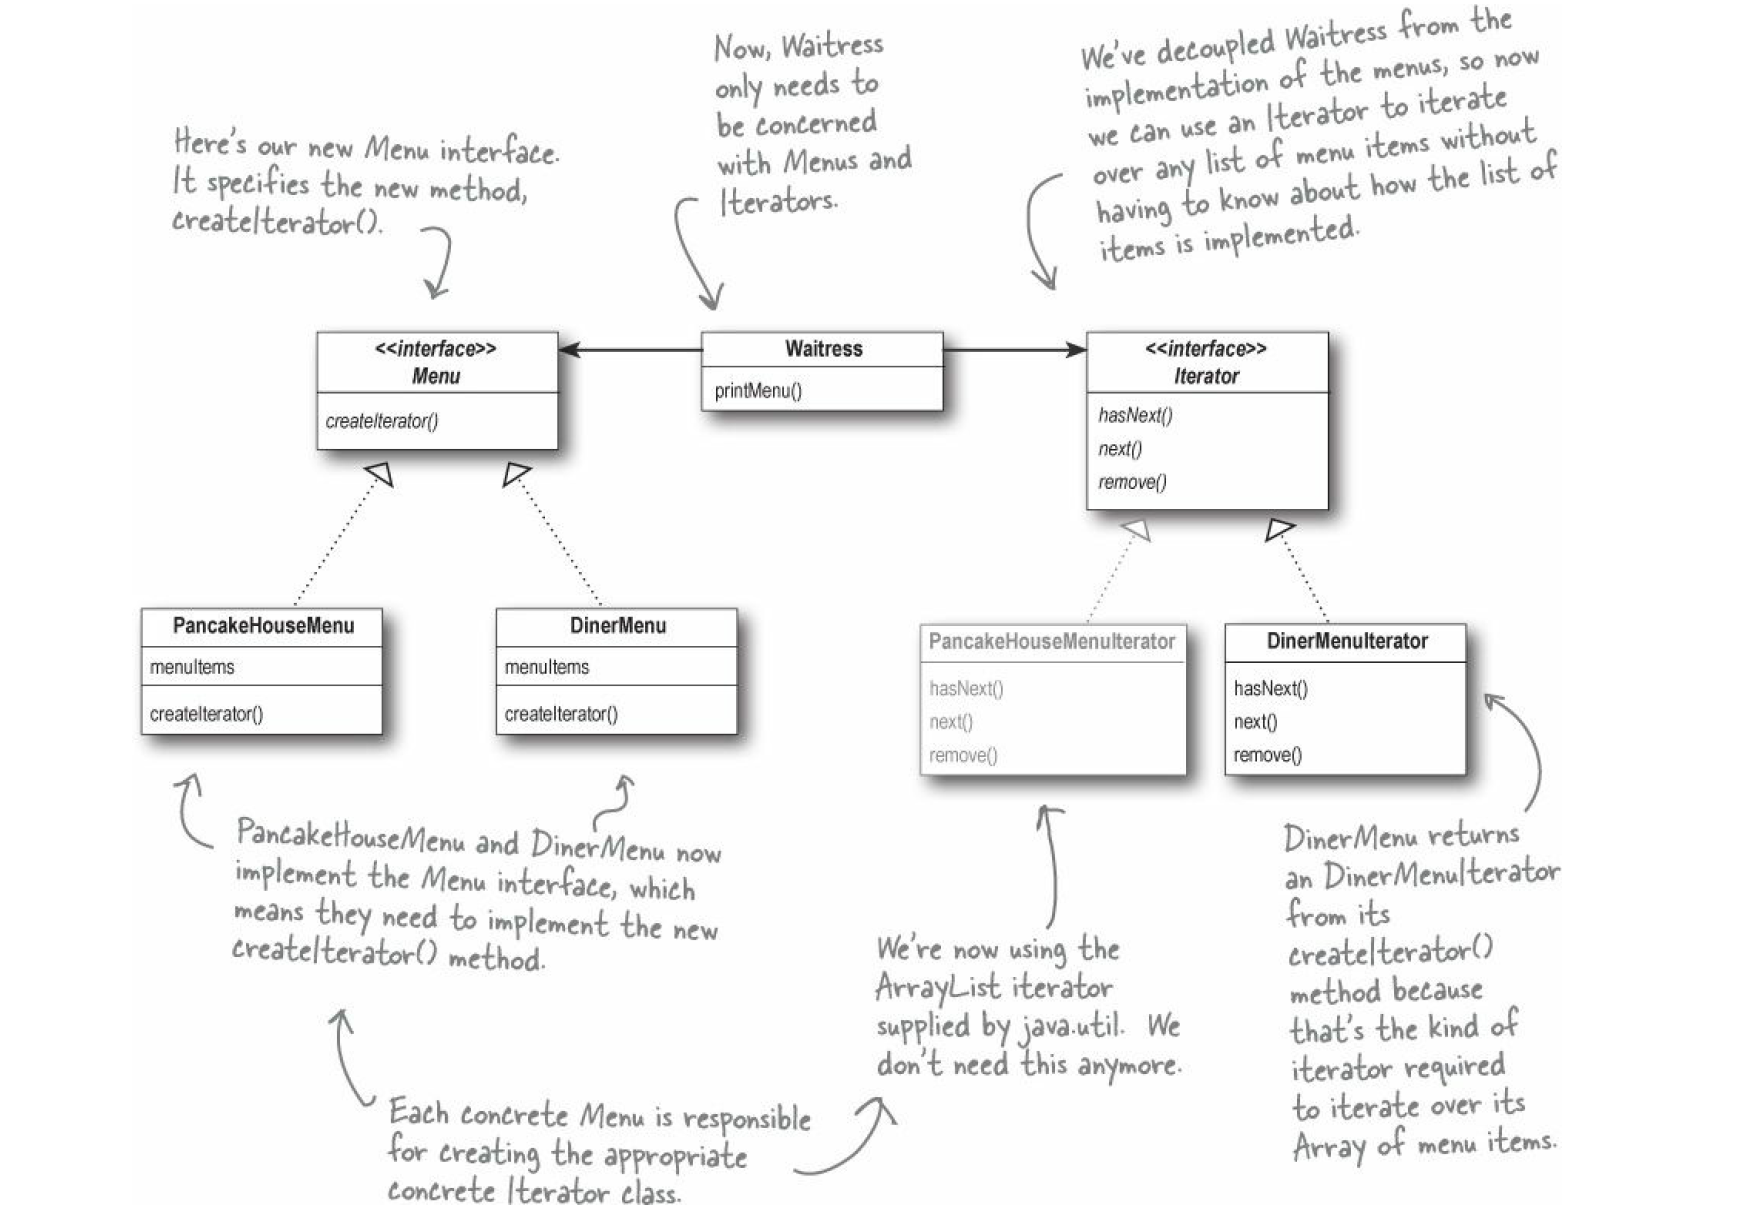 Here's our new Menu interface.
It specifies the new method,
createIterator().
Now, Waitress
only needs to
be concerned
with Menus and
Iterators.
We've decoupled Waitress from the
implementation of the menus, so now
we can use an Iterator to iterate
over any list of menu items without
having to know about how the list of
items is implemented.
<<interface>>
Menu
createIterator()
Waitress
printMenu()
<<interface>>
Iterator
hasNext()
next()
remove()
PancakeHouseMenu
menuItems
createIterator()
DinerMenu
menuItems
createIterator()
PancakeHouseMenuIterator
hasNext()
next()
remove()
DinerMenuIterator
hasNext()
next()
remove()
PancakeHouseMenu and DinerMenu now
implement the Menu interface, which
means they need to implement the new
createIterator() method.
We're now using the
ArrayList iterator
supplied by java.util. We
don't need this anymore.
DinerMenu returns
an DinerMenuIterator
from its
createIterator()
method because
that's the kind of
iterator required
to iterate over its
Array of menu items.
Each concrete Menu is responsible
for creating the appropriate
concrete Iterator class.